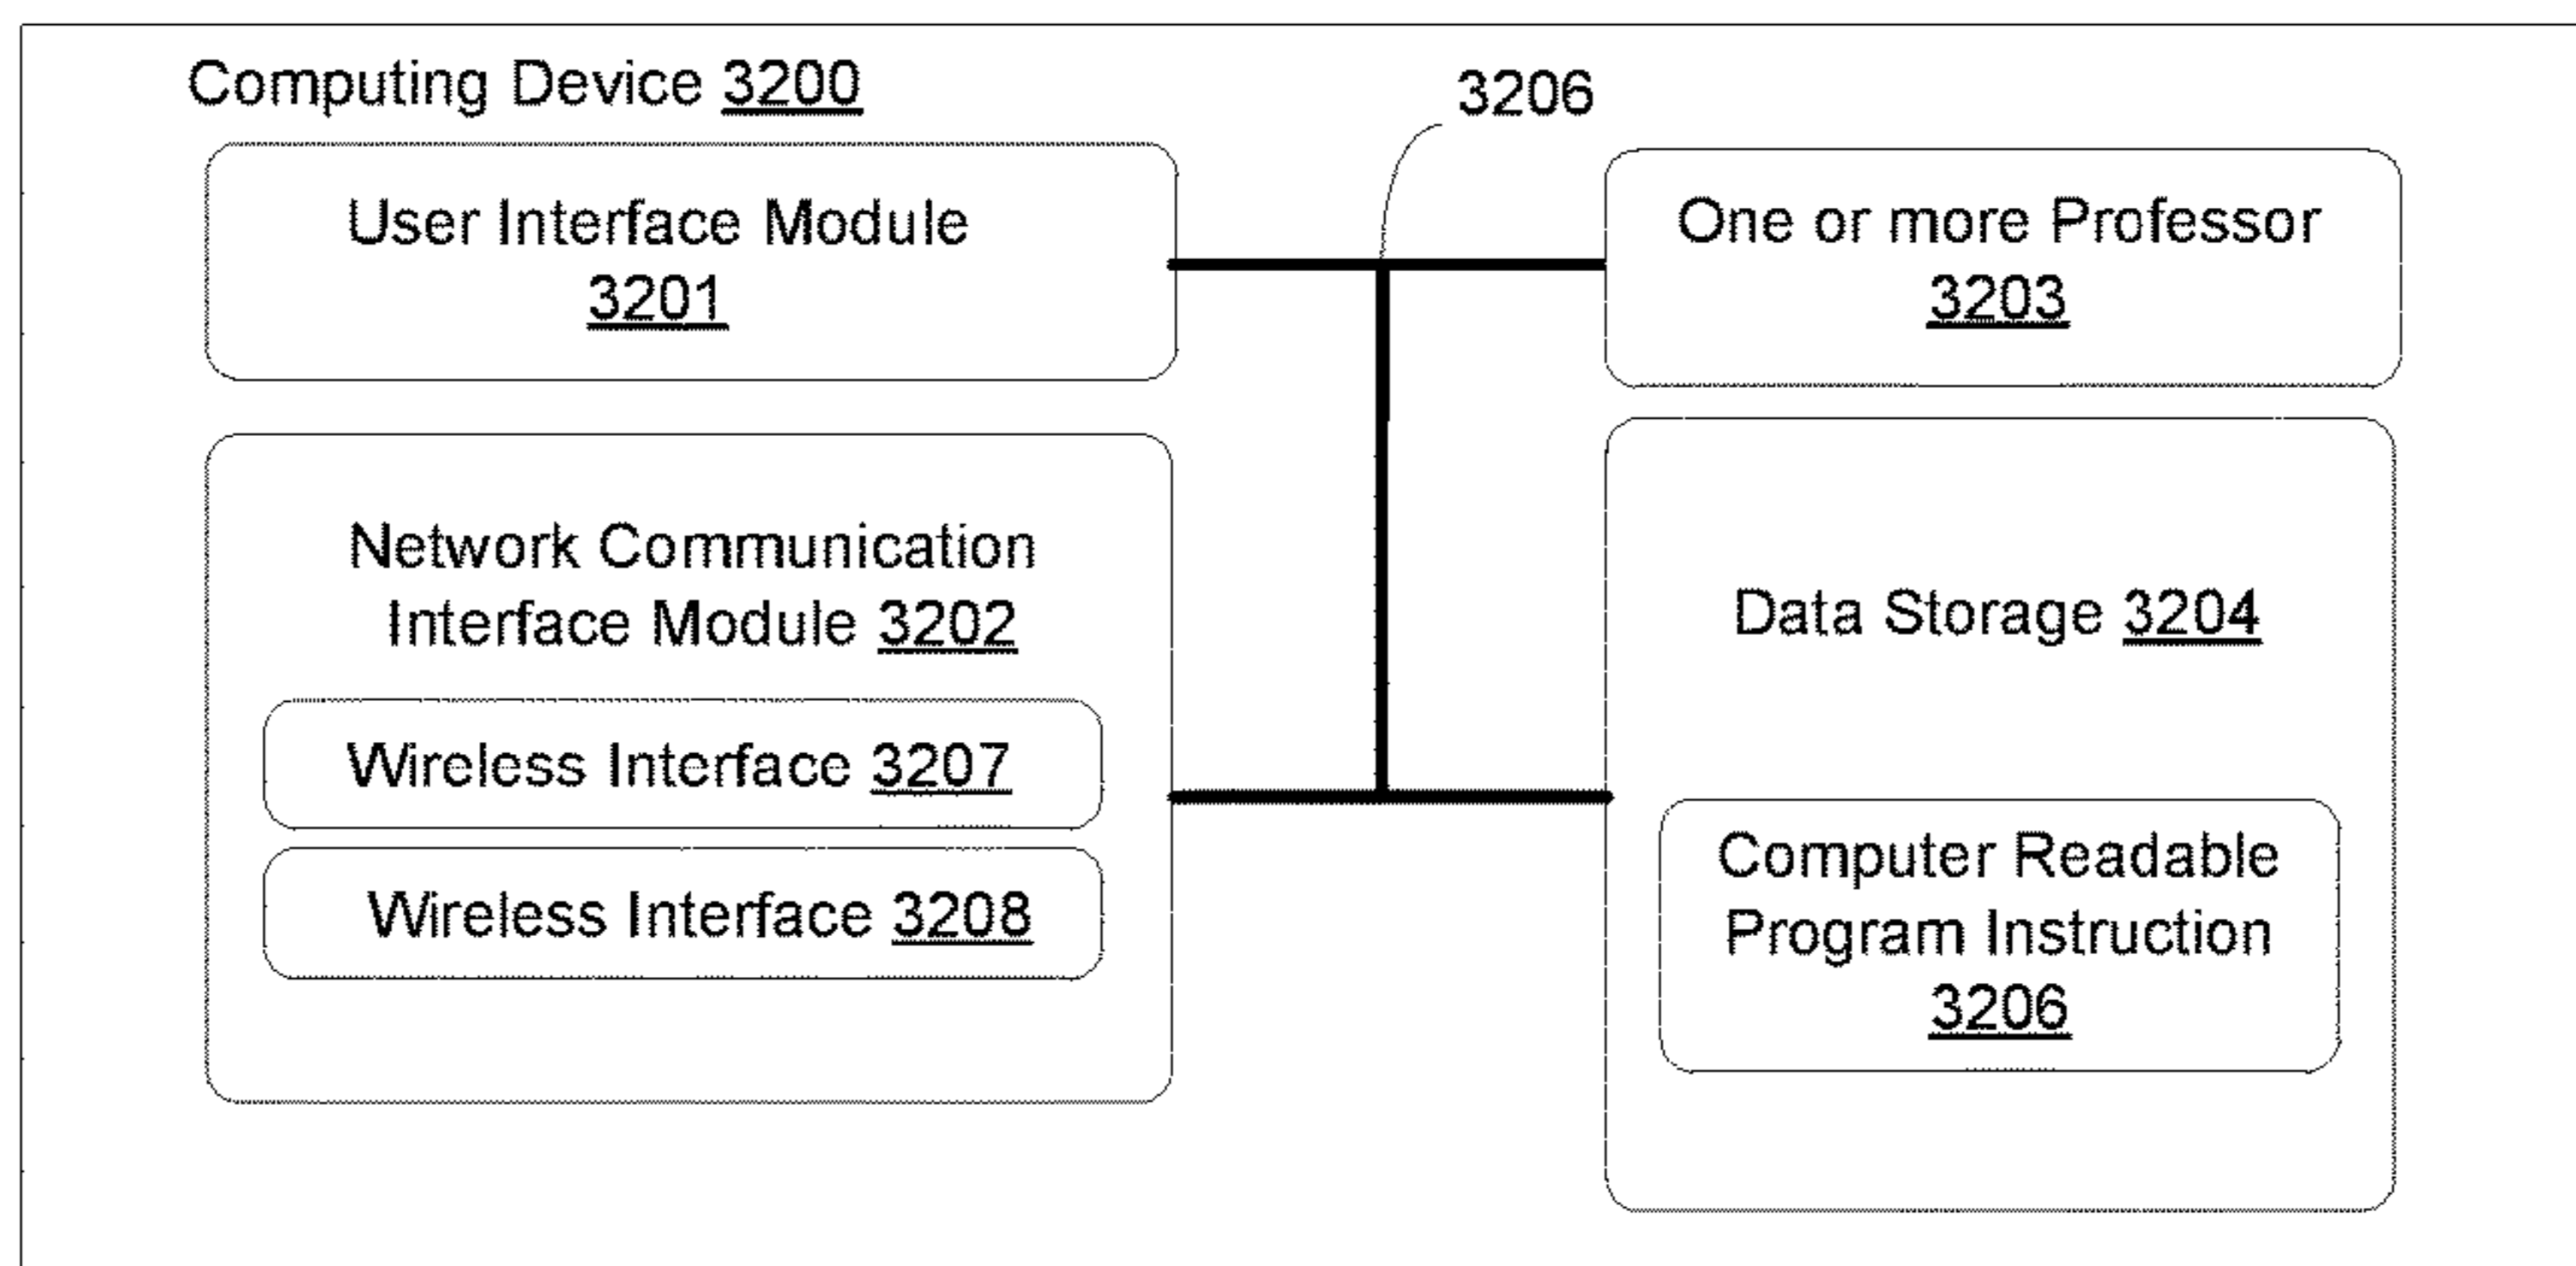 Computing Device 3200
3206
User Interface Module
3201
One or more Professor
3203
Network Communication
Interface Module 3202
Wireless Interface 3207
Wireless Interface 3208
Data Storage 3204
Computer Readable
Program Instruction
3206